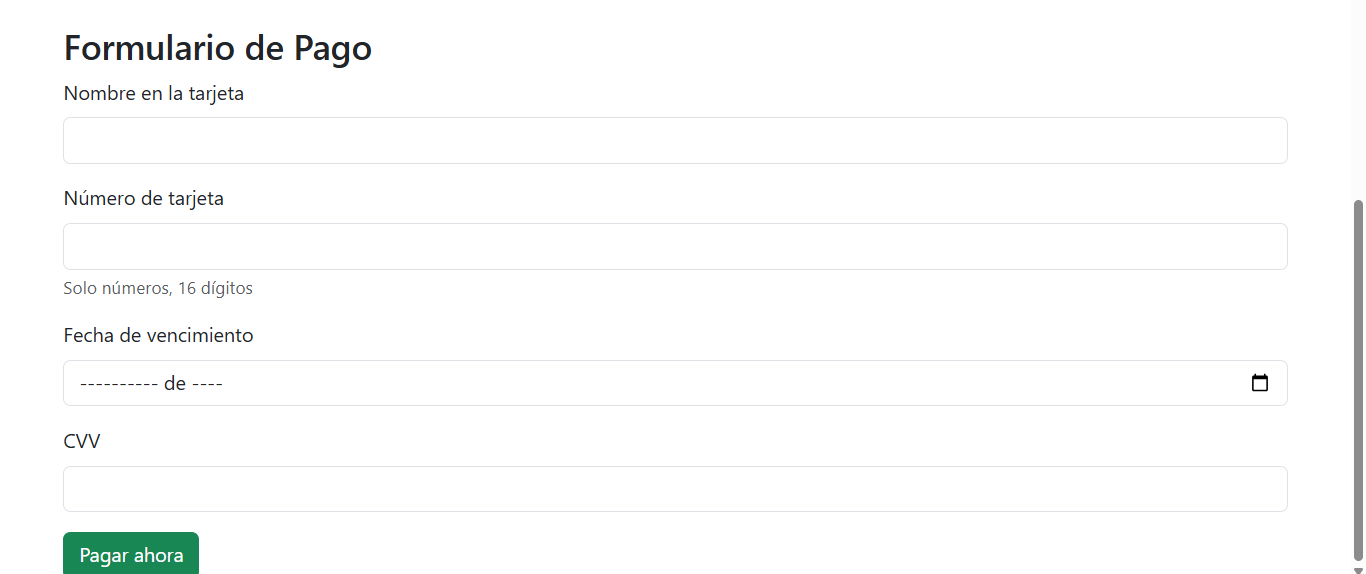 Formulario de Pago
Nombre en la tarjeta
Número de tarjeta
Solo números, 16 dígitos
Fecha de vencimiento
---------- de ----
CVV
Pagar ahora